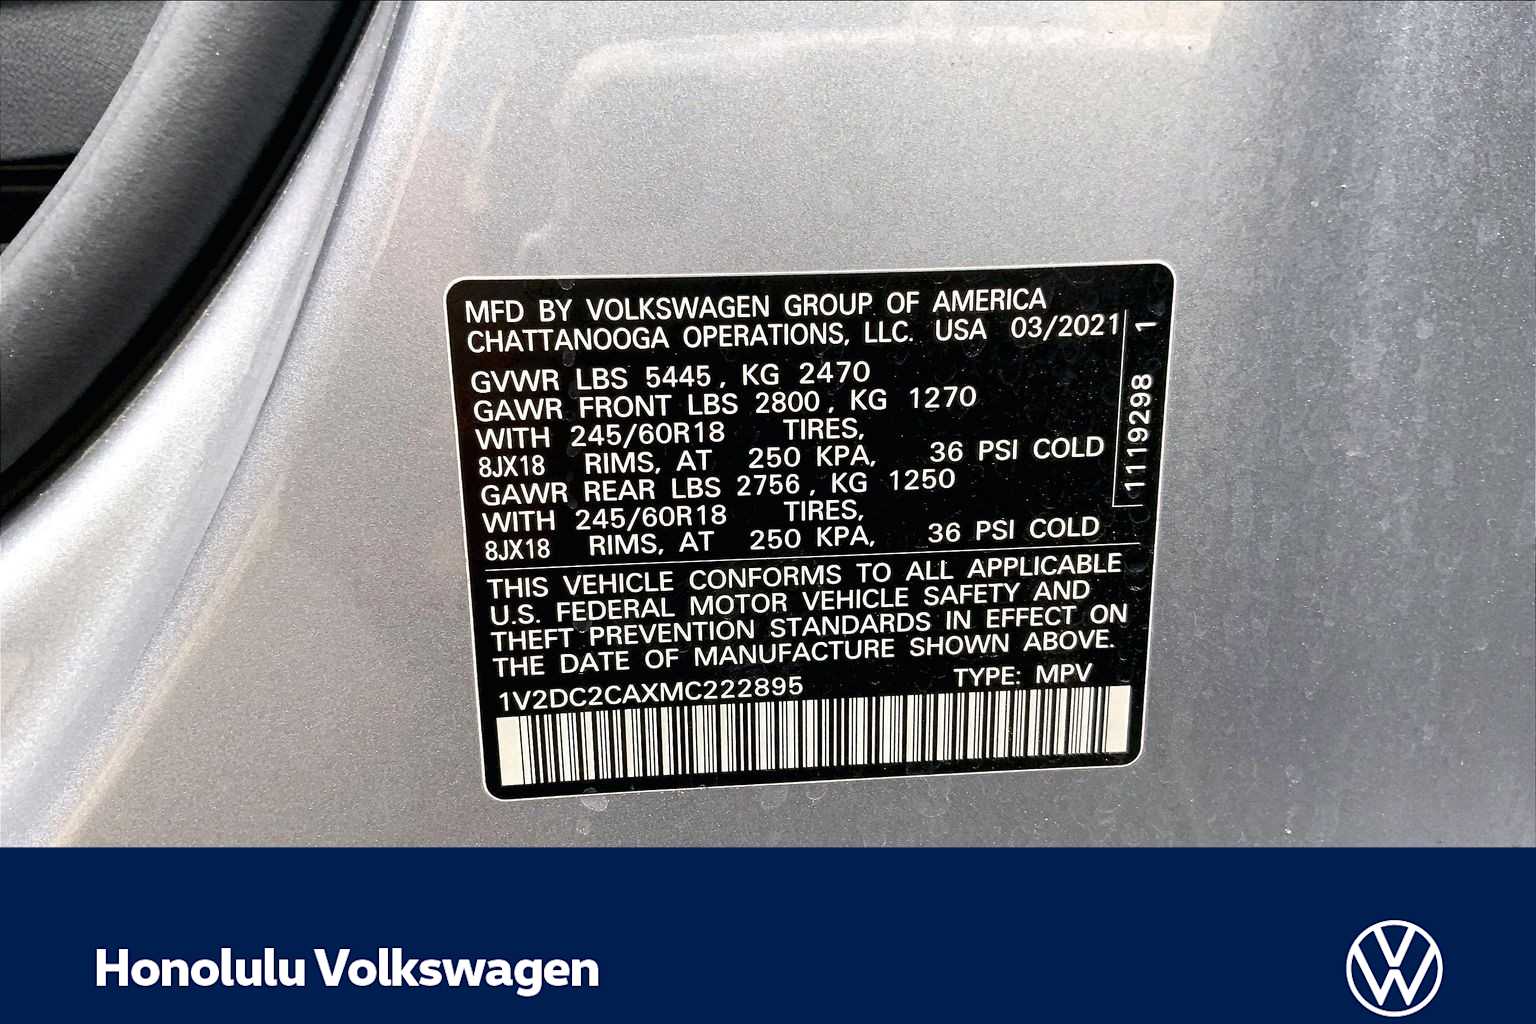 MFD BY VOLKSWAGEN GROUP OF AMERICA
CHATTANOOGA OPERATIONS, LLC. USA 03/2021
GVWR LBS 5445, KG 2470
GAWR FRONT LBS 2800, KG 1270
WITH 245/60R18 TIRES,
8JX18 RIMS, AT 250 KPA, 36 PSI COLD
GAWR REAR LBS 2756, KG 1250
WITH 245/60R18 TIRES,
8JX18 RIMS, AT 250 KPA, 36 PSI COLD
1119298 1
THIS VEHICLE CONFORMS TO ALL APPLICABLE
U.S. FEDERAL MOTOR VEHICLE SAFETY AND
THEFT PREVENTION STANDARDS IN EFFECT ON
THE DATE OF MANUFACTURE SHOWN ABOVE.
1V2DC2CAXMC222895 TYPE: MPV
Honolulu Volkswagen